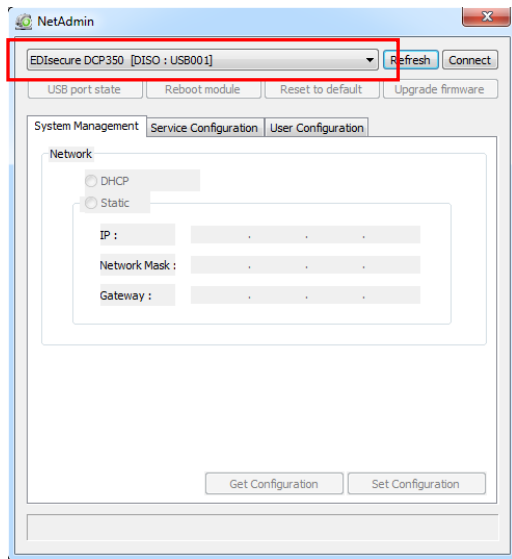 NetAdmin
EDIsecure DCP350 [DISO : USB001] Refresh Connect
USB port state Reboot module Reset to default Upgrade firmware
System Management Service Configuration User Configuration
Network
DHCP
Static
IP : . . .
Network Mask : . . .
Gateway : . . .
Get Configuration Set Configuration